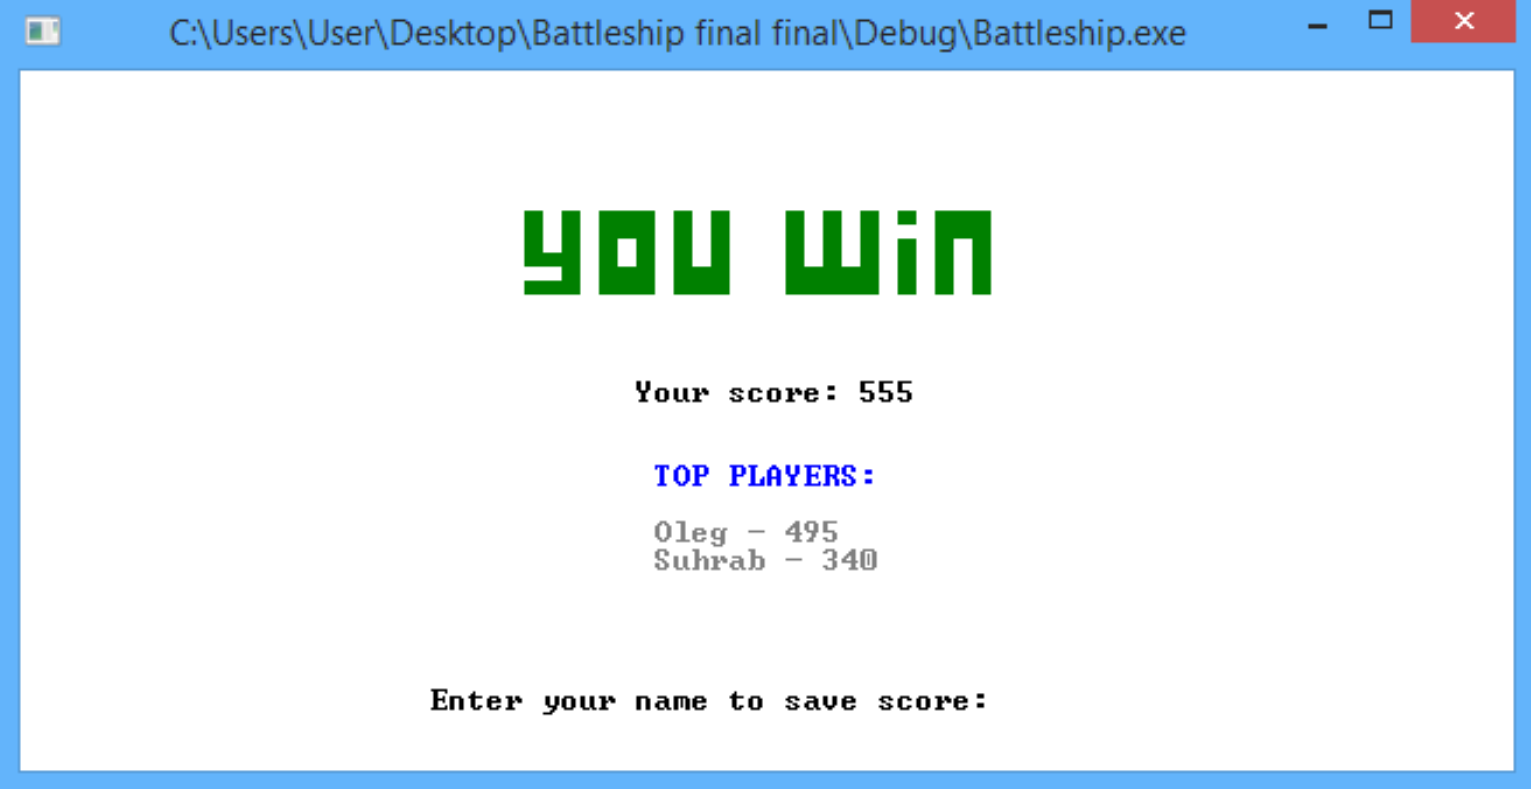 C:\Users\User\Desktop\Battleship final final\Debug\Battleship.exe
you win
Your score: 555
TOP PLAYERS:
Oleg - 495
Suhrab - 340
Enter your name to save score: